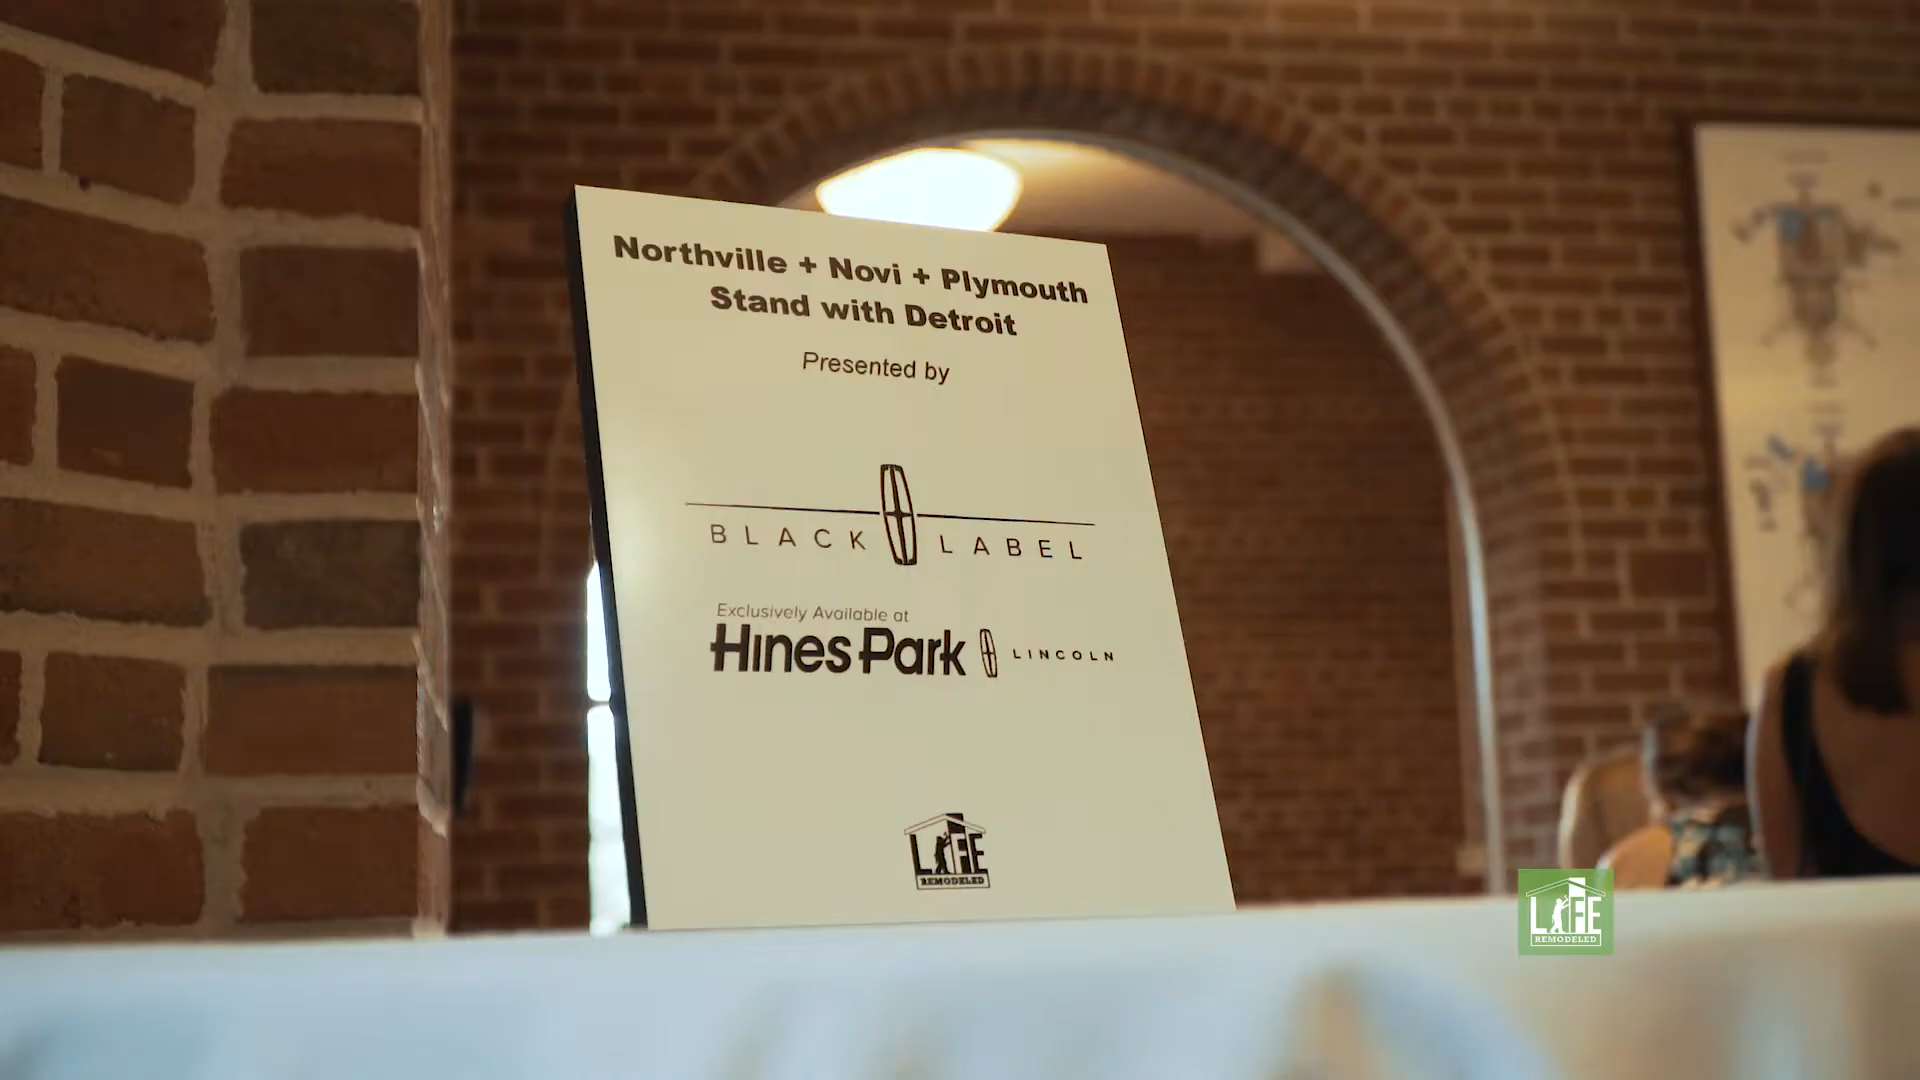 Northville + Novi + Plymouth
Stand with Detroit
Presented by
BLACK LABEL
Exclusively Available at
Hines Park LINCOLN
LIFE
REMODELED
LIFE
REMODELED